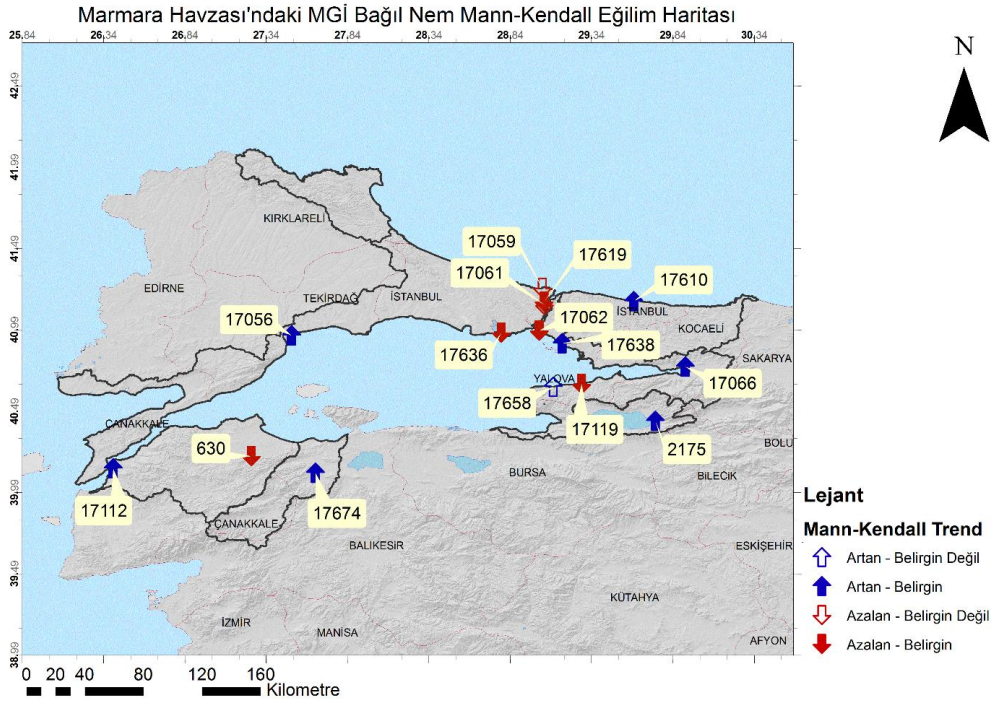 Marmara Havzası'ndaki MGİ Bağıl Nem Mann-Kendall Eğilim Haritası
25,84 26,34 26,84 27,34 27,84 28,34 28,84 29,34 29,84 30,34
N
42,49
41,99
41,49
40,99
40,49
39,99
39,49
38,99
KIRKLARELİ
17059
17619
17061
17610
EDİRNE
TEKİRDAĞ
İSTANBUL
İSTANBUL
17056
17062
KOCAELİ
17636
17638
SAKARYA
YALOVA
17066
17658
ÇANAKKALE
17119
2175
BOLU
630
BURSA
BİLECİK
17112
17674
ÇANAKKALE
BALIKESİR
ESKİŞEHİR
KÜTAHYA
İZMİR
MANİSA
AFYON
Lejant
Mann-Kendall Trend
Artan - Belirgin Değil
Artan - Belirgin
Azalan - Belirgin Değil
Azalan - Belirgin
0 20 40 80 120 160
Kilometre